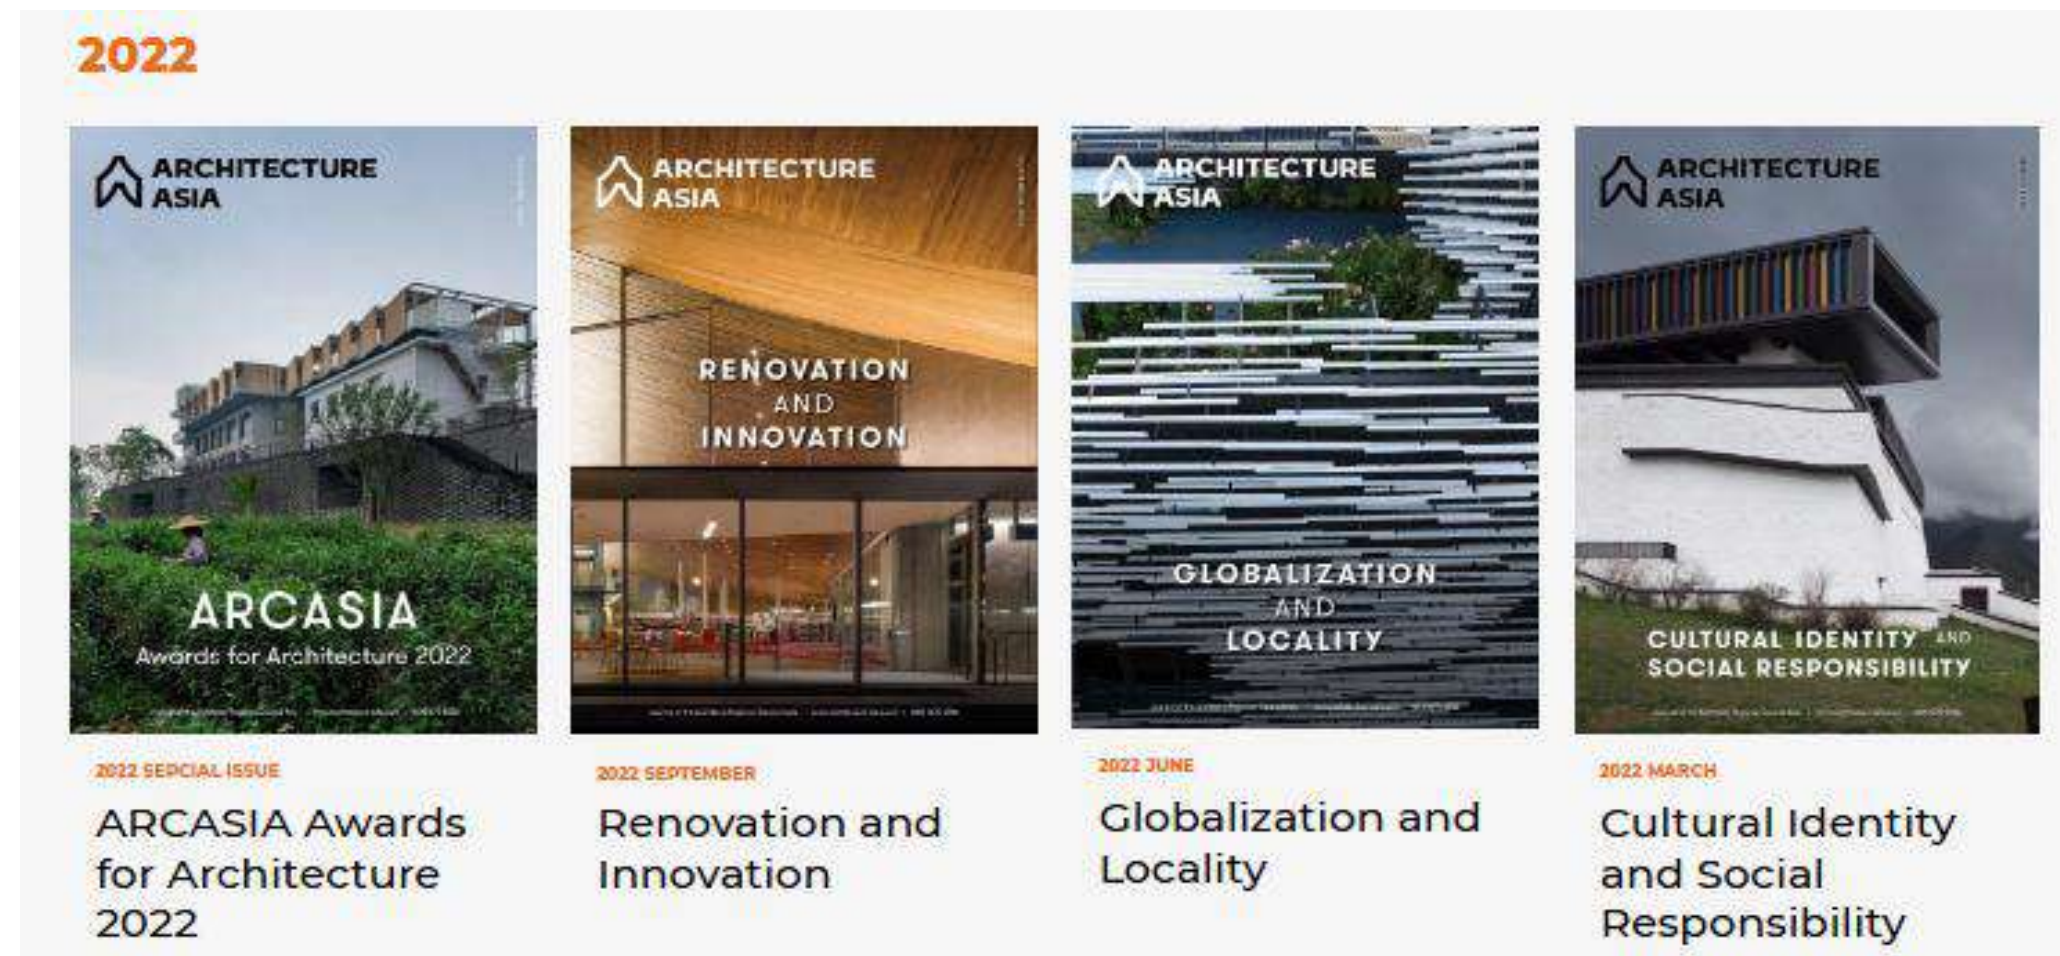 2022
ARCHITECTURE
ASIA
ARCASIA
Awards for Architecture 2022
2022 SEPCIAL ISSUE
ARCASIA Awards
for Architecture
2022
ARCHITECTURE
ASIA
RENOVATION
AND
INNOVATION
2022 SEPTEMBER
Renovation and
Innovation
ARCHITECTURE
ASIA
GLOBALIZATION
AND
LOCALITY
2022 JUNE
Globalization and
Locality
ARCHITECTURE
ASIA
CULTURAL IDENTITY AND
SOCIAL RESPONSIBILITY
2022 MARCH
Cultural Identity
and Social
Responsibility